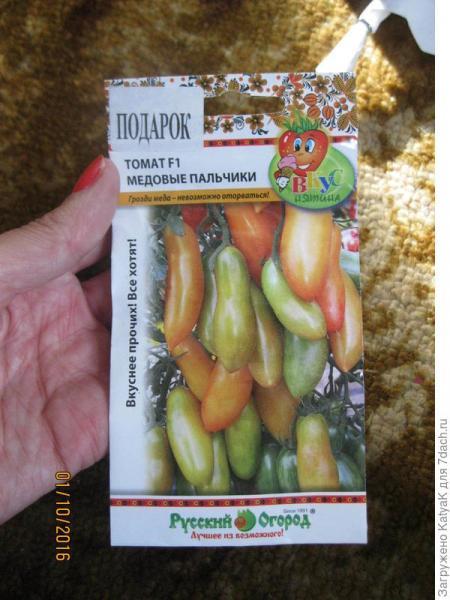 ПОДАРОК
ТОМАТ F1
МЕДОВЫЕ ПАЛЬЧИКИ
Грозди меда – невозможно оторваться!
ВКУС
нятина
Вкуснее прочих! Все хотят!
Since 1991
Русский Огород®
Лучшее из возможного!
01/10/2016
Загружено KatyaK для 7dach.ru